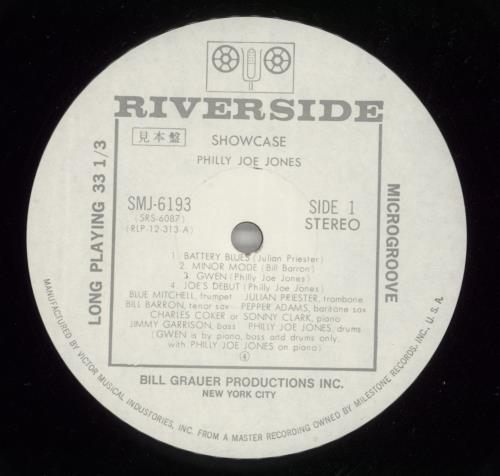 RIVERSIDE
見本盤
SHOWCASE
PHILLY JOE JONES
LONG PLAYING 33 1/3
MICROGROOVE
SMJ-6193
(SRS-6087)
(RLP-12-313-A)
SIDE 1
STEREO
1. BATTERY BLUES (Julian Priester)
2. MINOR MODE (Bill Barron)
3. GWEN (Philly Joe Jones)
4. JOE'S DEBUT (Philly Joe Jones)
BLUE MITCHELL, trumpet JULIAN PRIESTER, trombone
BILL BARRON, tenor sax PEPPER ADAMS, baritone sax
CHARLES COKER or SONNY CLARK, piano
JIMMY GARRISON, bass PHILLY JOE JONES, drums
(GWEN is by piano, bass and drums only,
with PHILLY JOE JONES on piano)
④
BILL GRAUER PRODUCTIONS INC.
NEW YORK CITY
MANUFACTURED BY VICTOR MUSICAL INDUSTORIES, INC. FROM A MASTER RECORDING OWNED BY MILESTONE RECORDS, INC., U.S.A.